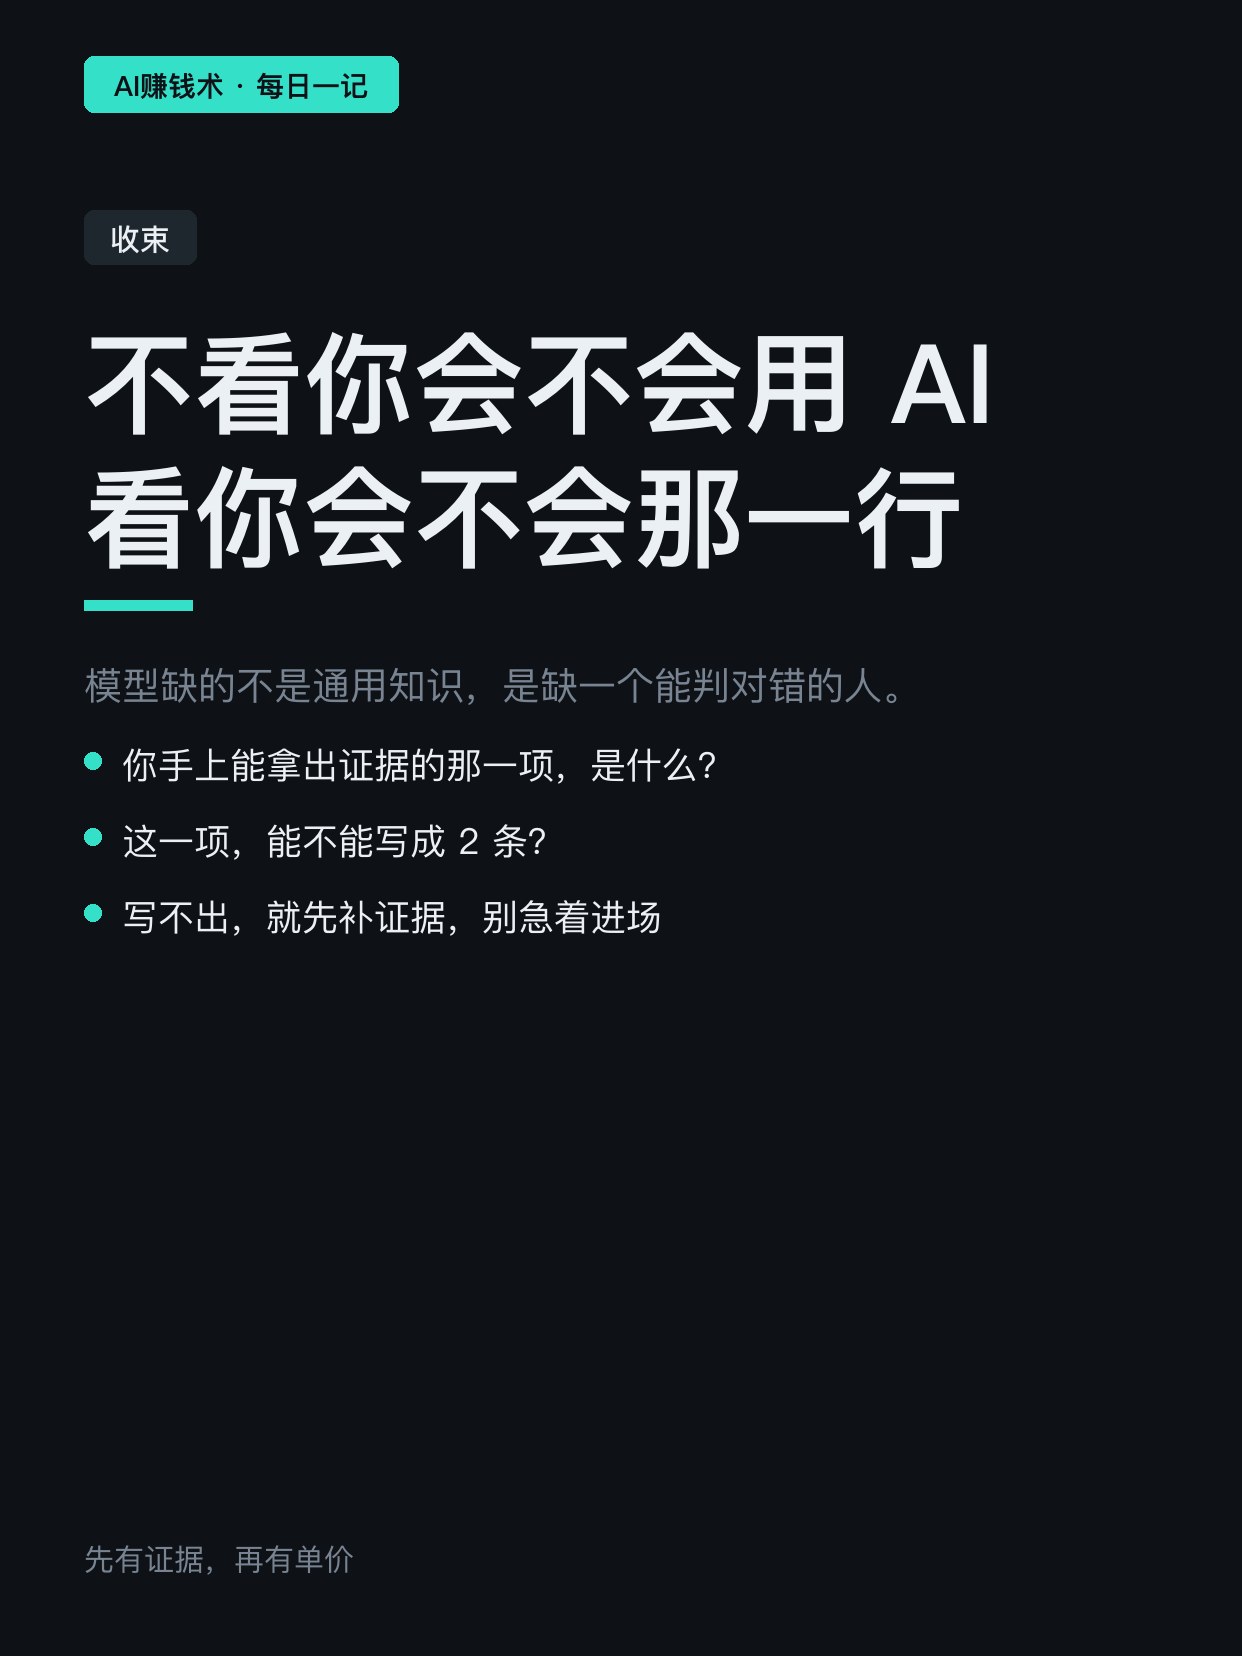 AI赚钱术 · 每日一记
收束
不看你会不会用 AI
看你会不会那一行
模型缺的不是通用知识，是缺一个能判对错的人。
你手上能拿出证据的那一项，是什么？
这一项，能不能写成 2 条？
写不出，就先补证据，别急着进场
先有证据，再有单价